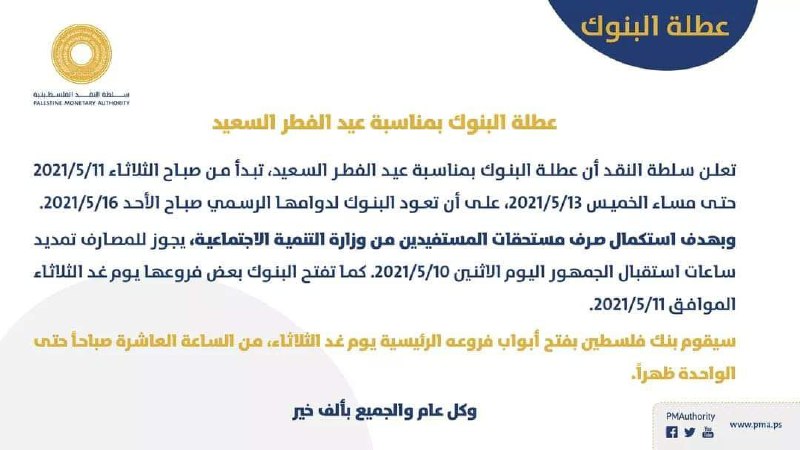 عطلة البنوك
سلطة النقد الفلسطينية
PALESTINE MONETARY AUTHORITY
عطلة البنوك بمناسبة عيد الفطر السعيد
تعلن سلطة النقد أن عطلة البنوك بمناسبة عيد الفطر السعيد، تبدأ من صباح الثلاثاء 2021/5/11
حتى مساء الخميس 2021/5/13، على أن تعود البنوك لدوامها الرسمي صباح الأحد 2021/5/16.
وبهدف استكمال صرف مستحقات المستفيدين من وزارة التنمية الاجتماعية، يجوز للمصارف تمديد
ساعات استقبال الجمهور اليوم الاثنين 2021/5/10. كما تفتح البنوك بعض فروعها يوم غد الثلاثاء
الموافق 2021/5/11.
سيقوم بنك فلسطين بفتح أبواب فروعه الرئيسية يوم غد الثلاثاء، من الساعة العاشرة صباحاً حتى
الواحدة ظهراً.
وكل عام والجميع بألف خير
PMAuthority
You Tube
www.pma.ps